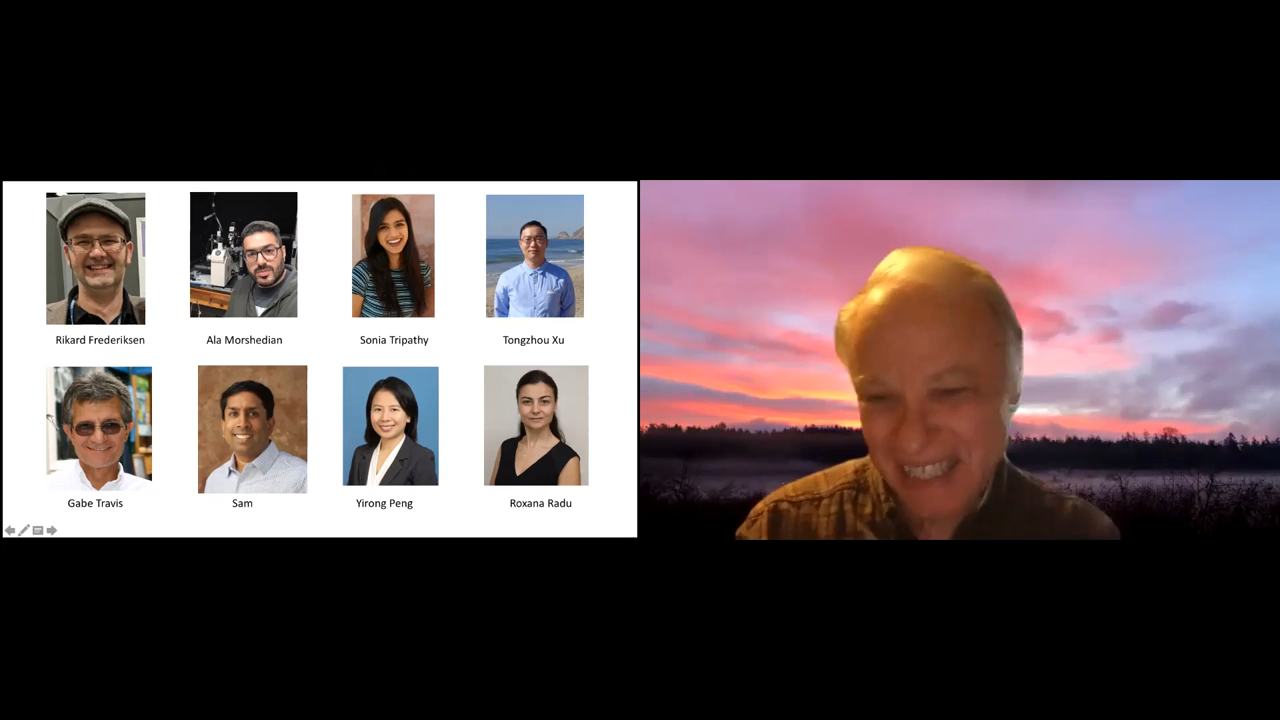 Rikard Frederiksen
Ala Morshedian
Sonia Tripathy
Tongzhou Xu
Gabe Travis
Sam
Yirong Peng
Roxana Radu